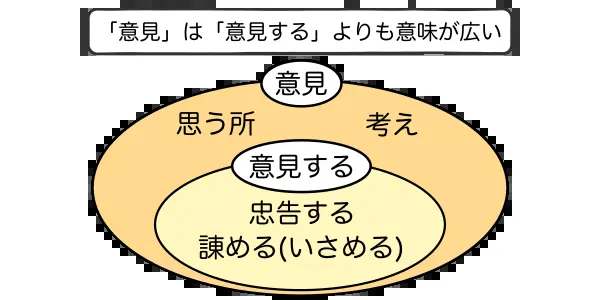 「意見」は「意見する」よりも意味が広い
意見
思う所 考え
意見する
忠告する
諫める(いさめる)